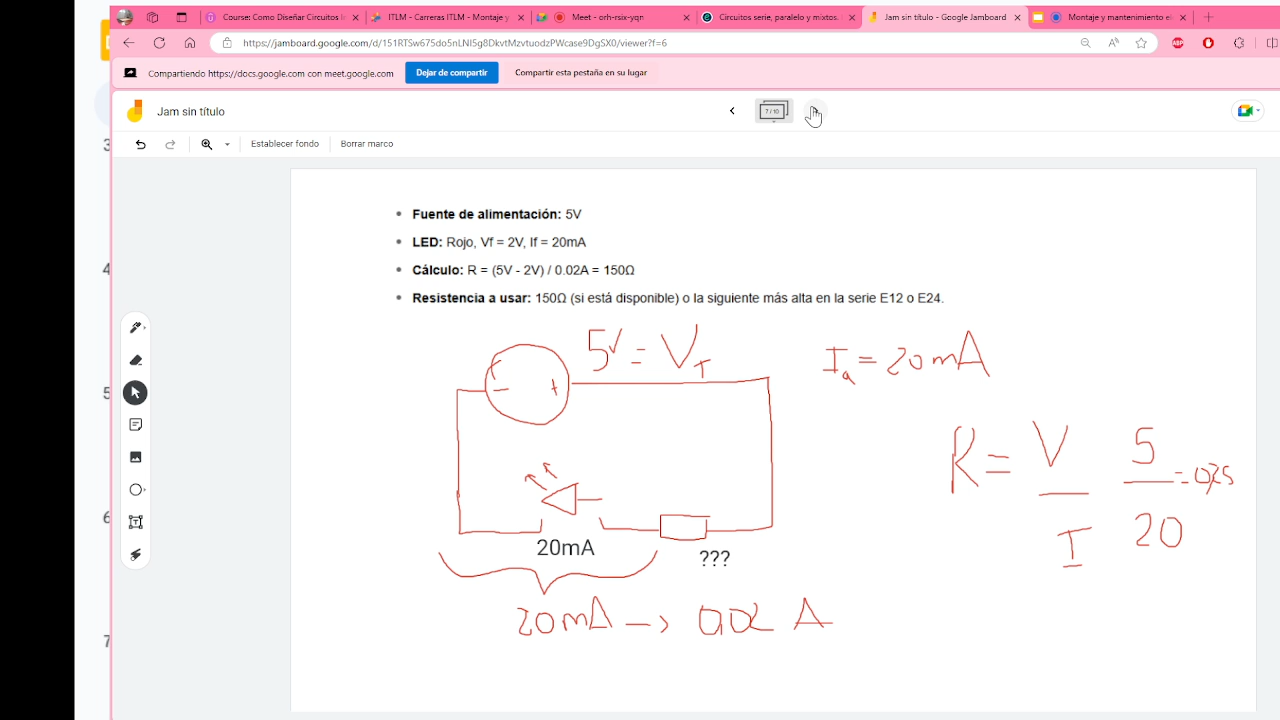 Course: Como Diseñar Circuitos I
ITLM - Carreras ITLM - Montaje y
Meet - orh-rsix-yqn
Circuitos serie, paralelo y mixtos.
Jam sin título - Google Jamboard
Montaje y mantenimiento el
https://jamboard.google.com/d/151RTSw675do5nLNI5g8DkvtMzvtuodzPWcase9DgSX0/viewer?f=6
Compartiendo https://docs.google.com con meet.google.com
Dejar de compartir
Compartir esta pestaña en su lugar
Jam sin título
7 / 10
Establecer fondo
Borrar marco
3
4
5
6
7
• Fuente de alimentación: 5V
• LED: Rojo, Vf = 2V, If = 20mA
• Cálculo: R = (5V - 2V) / 0.02A = 150Ω
• Resistencia a usar: 150Ω (si está disponible) o la siguiente más alta en la serie E12 o E24.
5V = VT
Ia = 20mA
- +
R = V 5 = 0,25
I 20
20mA
???
20mA -> 0.02 A